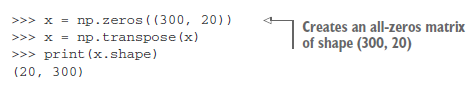 >>> x = np.zeros((300, 20))
>>> x = np.transpose(x)
>>> print(x.shape)
(20, 300)
Creates an all-zeros matrix
of shape (300, 20)